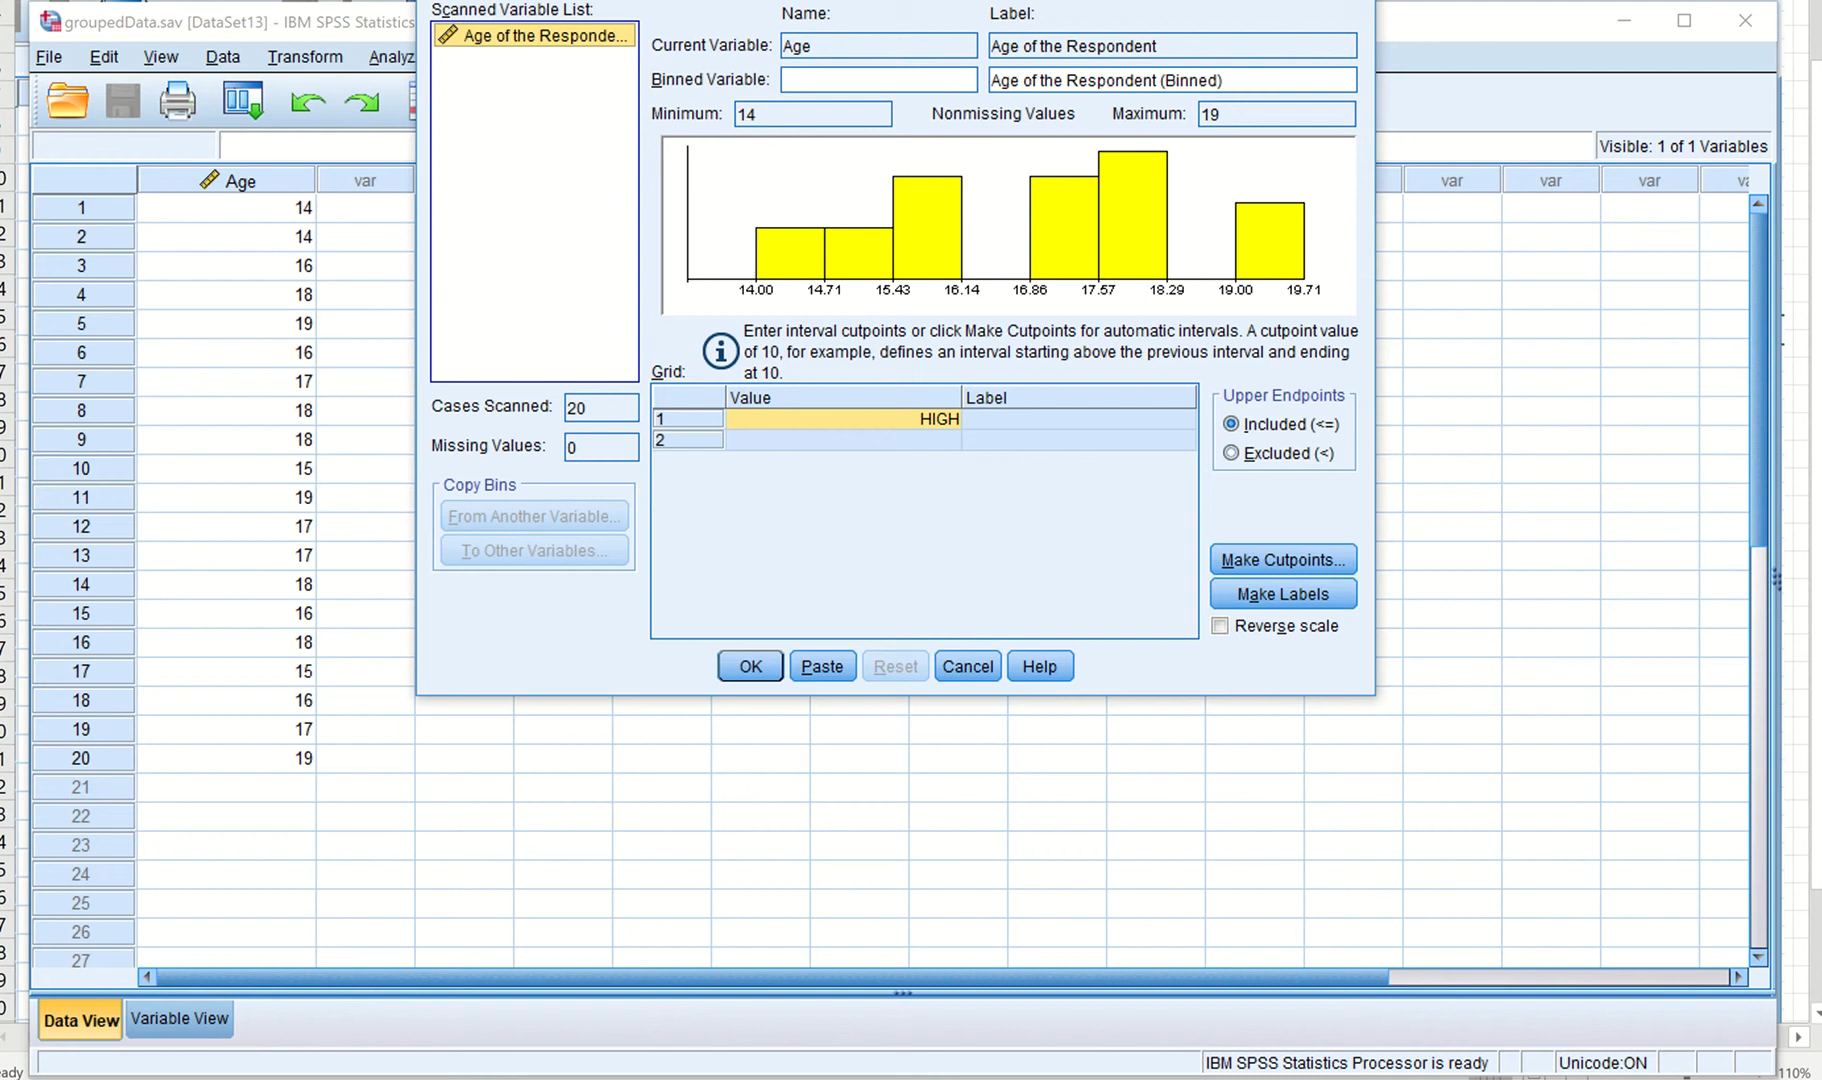 groupedData.sav [DataSet13] - IBM SPSS Statistics
File Edit View Data Transform Analyz
Scanned Variable List:
Age of the Responde...
Name: Label:
Current Variable: Age Age of the Respondent
Binned Variable: Age of the Respondent (Binned)
Minimum: 14 Nonmissing Values Maximum: 19
14.00 14.71 15.43 16.14 16.86 17.57 18.29 19.00 19.71
Enter interval cutpoints or click Make Cutpoints for automatic intervals. A cutpoint value
of 10, for example, defines an interval starting above the previous interval and ending
at 10.
Grid:
Value Label
1 HIGH
2
Cases Scanned: 20
Missing Values: 0
Copy Bins
From Another Variable...
To Other Variables...
Upper Endpoints
Included (<=)
Excluded (<)
Make Cutpoints...
Make Labels
Reverse scale
OK Paste Reset Cancel Help
Visible: 1 of 1 Variables
Age var var var var
1 14
2 14
3 16
4 18
5 19
6 16
7 17
8 18
9 18
10 15
11 19
12 17
13 17
14 18
15 16
16 18
17 15
18 16
19 17
20 19
21
22
23
24
25
26
27
Data View Variable View
IBM SPSS Statistics Processor is ready Unicode:ON
110%